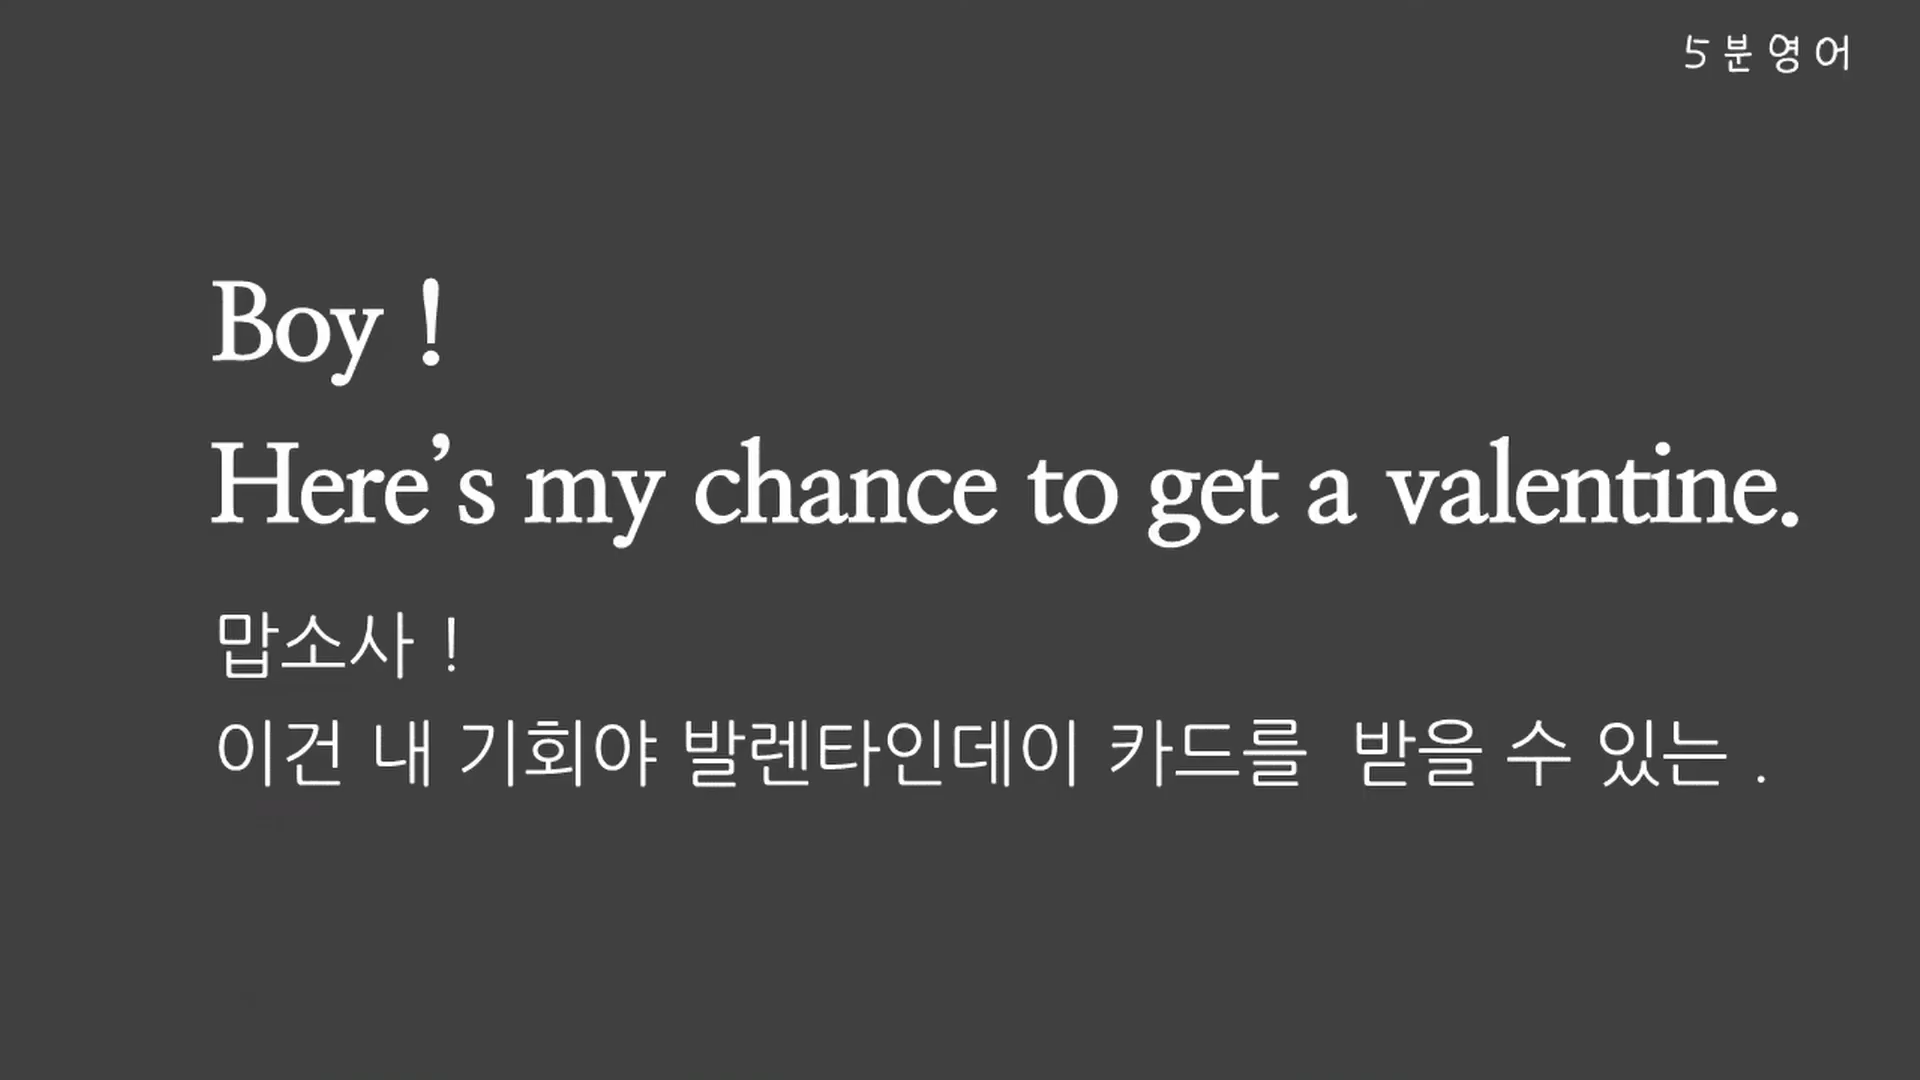 5분영어
Boy !
Here’s my chance to get a valentine.
맙소사 !
이건 내 기회야 발렌타인데이 카드를 받을 수 있는 .